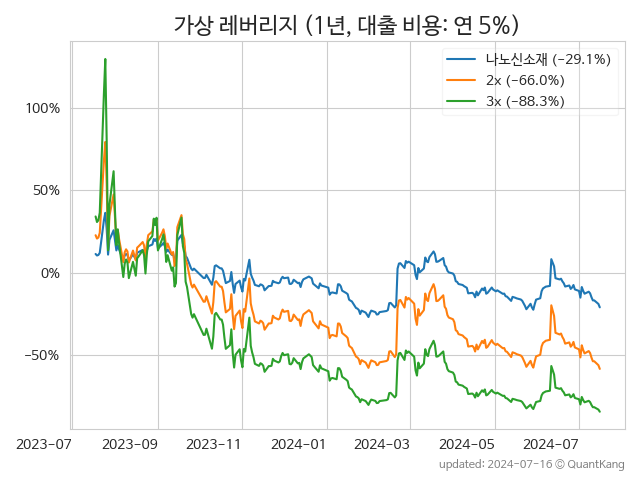 가상 레버리지 (1년, 대출 비용: 연 5%)
나노신소재 (−29.1%)
2x (−66.0%)
3x (−88.3%)
100%
50%
0%
−50%
2023-07 2023-09 2023-11 2024-01 2024-03 2024-05 2024-07
updated: 2024-07-16 © QuantKang